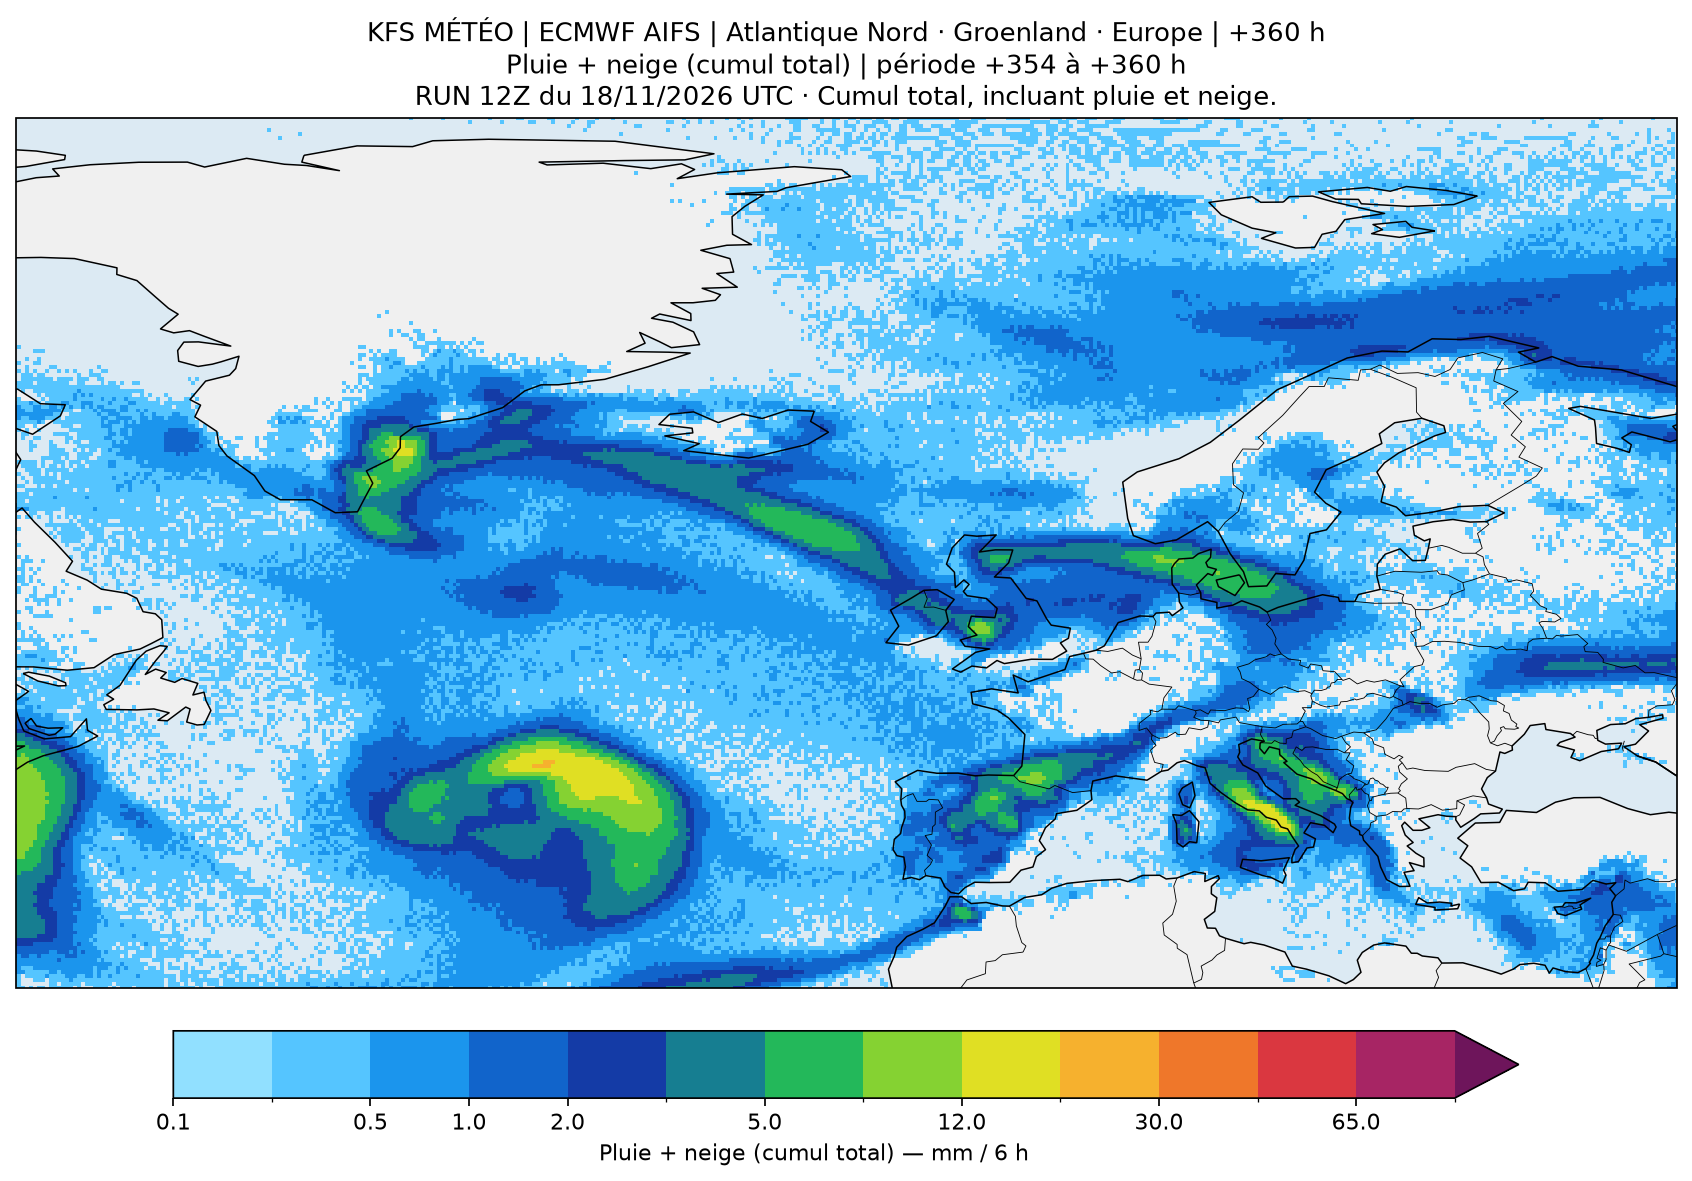 KFS MÉTÉO | ECMWF AIFS | Atlantique Nord · Groenland · Europe | +360 h
Pluie + neige (cumul total) | période +354 à +360 h
RUN 12Z du 18/11/2026 UTC · Cumul total, incluant pluie et neige.
0.1 0.5 1.0 2.0 5.0 12.0 30.0 65.0
Pluie + neige (cumul total) — mm / 6 h